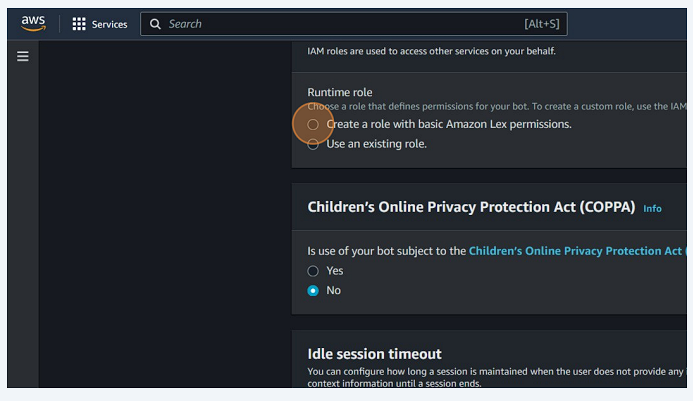 aws
Services
Search [Alt+S]
IAM roles are used to access other services on your behalf.
Runtime role
Choose a role that defines permissions for your bot. To create a custom role, use the IAM
Create a role with basic Amazon Lex permissions.
Use an existing role.
Children's Online Privacy Protection Act (COPPA) Info
Is use of your bot subject to the Children's Online Privacy Protection Act (
Yes
No
Idle session timeout
You can configure how long a session is maintained when the user does not provide any
context information until a session ends.